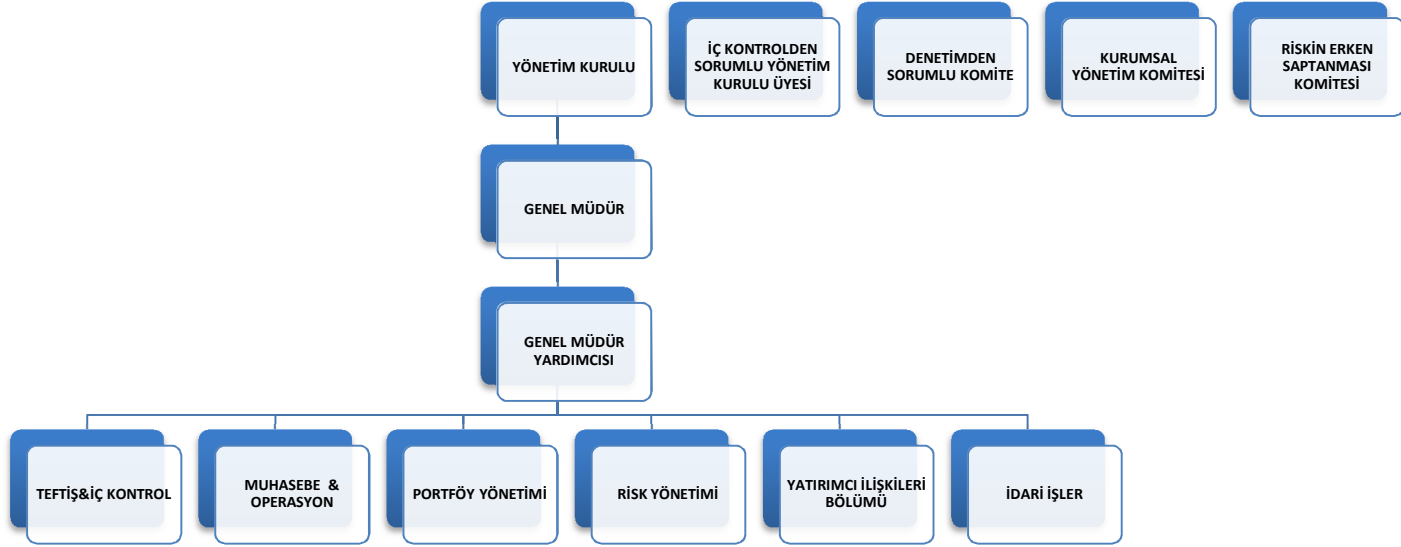 YÖNETİM KURULU
İÇ KONTROLDEN
SORUMLU YÖNETİM
KURULU ÜYESİ
DENETİMDEN
SORUMLU KOMİTE
KURUMSAL
YÖNETİM KOMİTESİ
RİSKİN ERKEN
SAPTANMASI
KOMİTESİ
GENEL MÜDÜR
GENEL MÜDÜR
YARDIMCISI
TEFTİŞ&İÇ KONTROL
MUHASEBE &
OPERASYON
PORTFÖY YÖNETİMİ
RİSK YÖNETİMİ
YATIRIMCI İLİŞKİLERİ
BÖLÜMÜ
İDARİ İŞLER